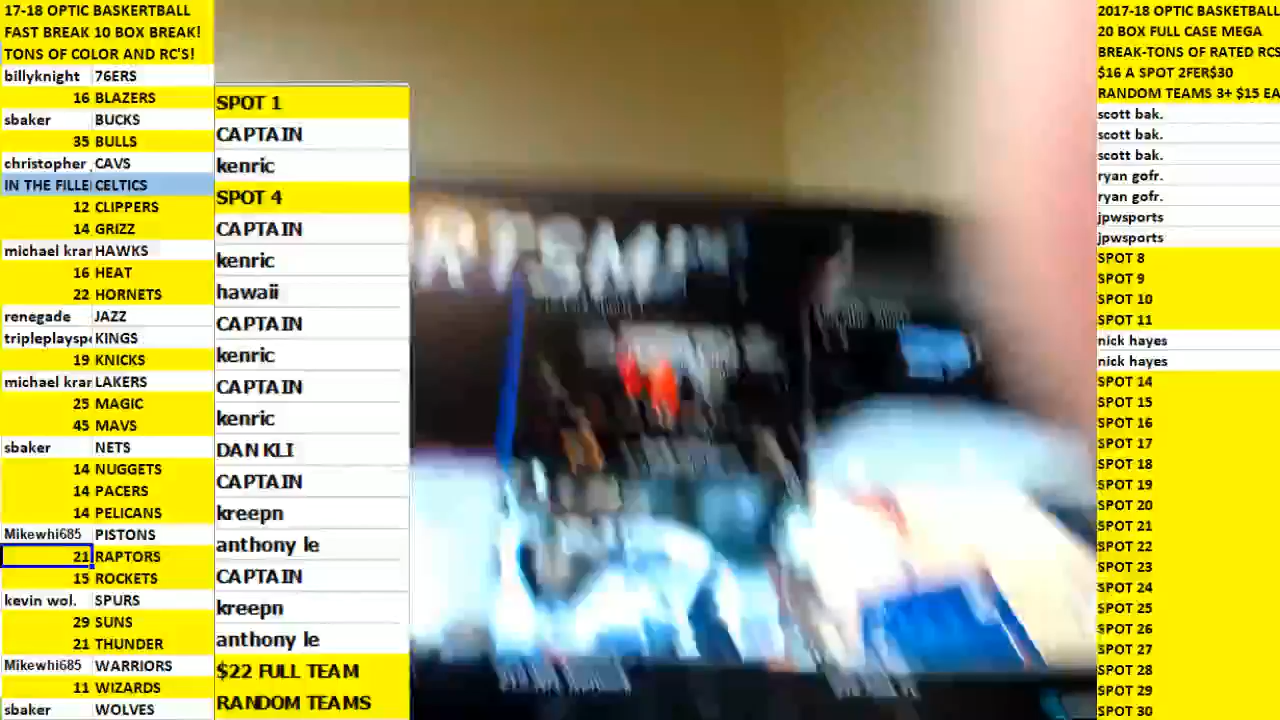 17-18 OPTIC BASKERTBALL
FAST BREAK 10 BOX BREAK!
TONS OF COLOR AND RC'S!
billyknight 76ERS
16 BLAZERS
sbaker BUCKS
35 BULLS
christopher CAVS
IN THE FILLE CELTICS
12 CLIPPERS
14 GRIZZ
michael krar HAWKS
16 HEAT
22 HORNETS
renegade JAZZ
tripleplayspo KINGS
19 KNICKS
michael krar LAKERS
25 MAGIC
45 MAVS
sbaker NETS
14 NUGGETS
14 PACERS
14 PELICANS
Mikewhi685 PISTONS
21 RAPTORS
15 ROCKETS
kevin wol. SPURS
29 SUNS
21 THUNDER
Mikewhi685 WARRIORS
11 WIZARDS
sbaker WOLVES
SPOT 1
CAPTAIN
kenric
SPOT 4
CAPTAIN
kenric
hawaii
CAPTAIN
kenric
CAPTAIN
kenric
DAN KLI
CAPTAIN
kreepn
anthony le
CAPTAIN
kreepn
anthony le
$22 FULL TEAM
RANDOM TEAMS
2017-18 OPTIC BASKETBALL
20 BOX FULL CASE MEGA
BREAK-TONS OF RATED RCS
$16 A SPOT 2FER$30
RANDOM TEAMS 3+ $15 EA
scott bak.
scott bak.
scott bak.
ryan gofr.
ryan gofr.
jpwsports
jpwsports
SPOT 8
SPOT 9
SPOT 10
SPOT 11
nick hayes
nick hayes
SPOT 14
SPOT 15
SPOT 16
SPOT 17
SPOT 18
SPOT 19
SPOT 20
SPOT 21
SPOT 22
SPOT 23
SPOT 24
SPOT 25
SPOT 26
SPOT 27
SPOT 28
SPOT 29
SPOT 30